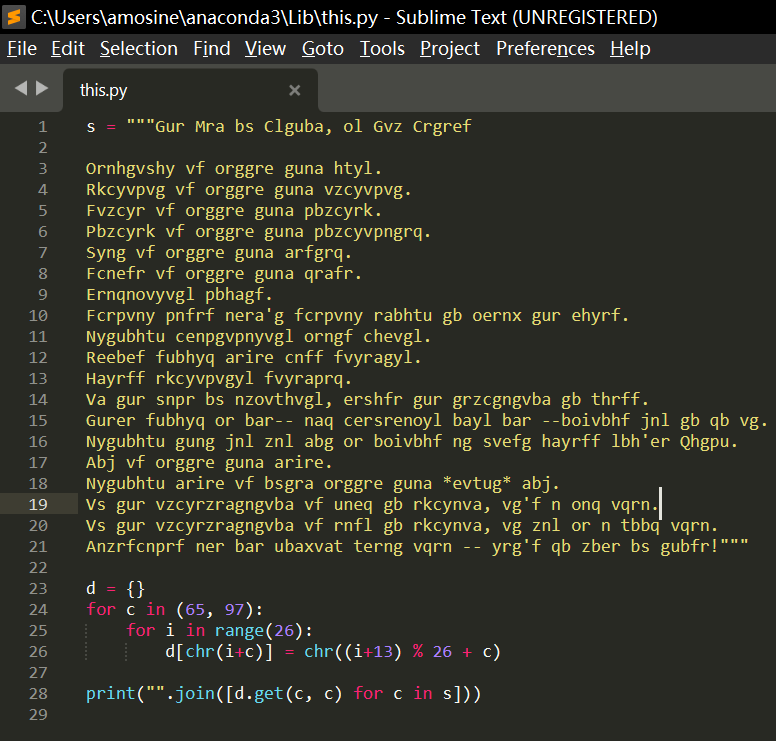 C:\Users\amosine\anaconda3\Lib\this.py - Sublime Text (UNREGISTERED)
File Edit Selection Find View Goto Tools Project Preferences Help
this.py
1 s = """Gur Mra bs Clguba, ol Gvz Crgref
2
3 Ornhgvshy vf orggre guna htyl.
4 Rkcyvpvg vf orggre guna vzcyvpvg.
5 Fvzcyr vf orggre guna pbzcyrk.
6 Pbzcyrk vf orggre guna pbzcyvpngrq.
7 Syng vf orggre guna arfgrq.
8 Fcnefr vf orggre guna qrafr.
9 Ernqnovyvgl pbhagf.
10 Fcrpvny pnfrf nera'g fcrpvny rabhtu gb oernx gur ehyrf.
11 Nygubhtu cenpgvpnyvgl orngf chevgl.
12 Reebef fubhyq arire cnff fvyragyl.
13 Hayrff rkcyvpvgyl fvyraprq.
14 Va gur snpr bs nzovthvgl, ershfr gur grzcgngvba gb thrff.
15 Gurer fubhyq or bar-- naq cersrenoyl bayl bar --boivbhf jnl gb qb vg.
16 Nygubhtu gung jnl znl abg or boivbhf ng svefg hayrff lbh'er Qhgpu.
17 Abj vf orggre guna arire.
18 Nygubhtu arire vf bsgra orggre guna *evtug* abj.
19 Vs gur vzcyrzragngvba vf uneq gb rkcynva, vg'f n onq vqrn.
20 Vs gur vzcyrzragngvba vf rnfl gb rkcynva, vg znl or n tbbq vqrn.
21 Anzrfcnprf ner bar ubaxvat terng vqrn -- yrg'f qb zber bs gubfr!"""
22
23 d = {}
24 for c in (65, 97):
25     for i in range(26):
26         d[chr(i+c)] = chr((i+13) % 26 + c)
27
28 print("".join([d.get(c, c) for c in s]))
29